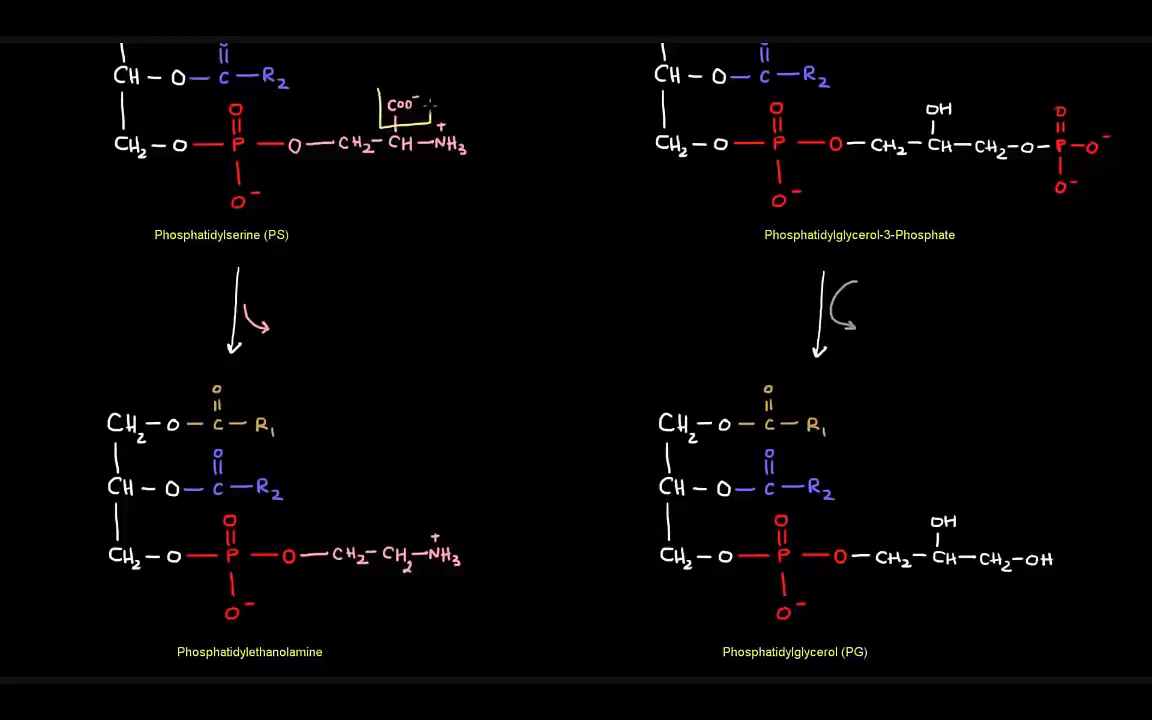 O
CH-O-C-R₂
COO⁻
O
CH₂-O-P-O-CH₂-CH-NH₃⁺
O⁻
Phosphatidylserine (PS)
CH-O-C-R₂
OH
O
O
CH₂-O-P-O-CH₂-CH-CH₂-O-P-O⁻
O⁻
O⁻
Phosphatidylglycerol-3-Phosphate
O
CH₂-O-C-R₁
O
CH-O-C-R₂
O
CH₂-O-P-O-CH₂-CH₂-NH₃⁺
O⁻
Phosphatidylethanolamine
O
CH₂-O-C-R₁
O
CH-O-C-R₂
O
OH
CH₂-O-P-O-CH₂-CH-CH₂-OH
O⁻
Phosphatidylglycerol (PG)